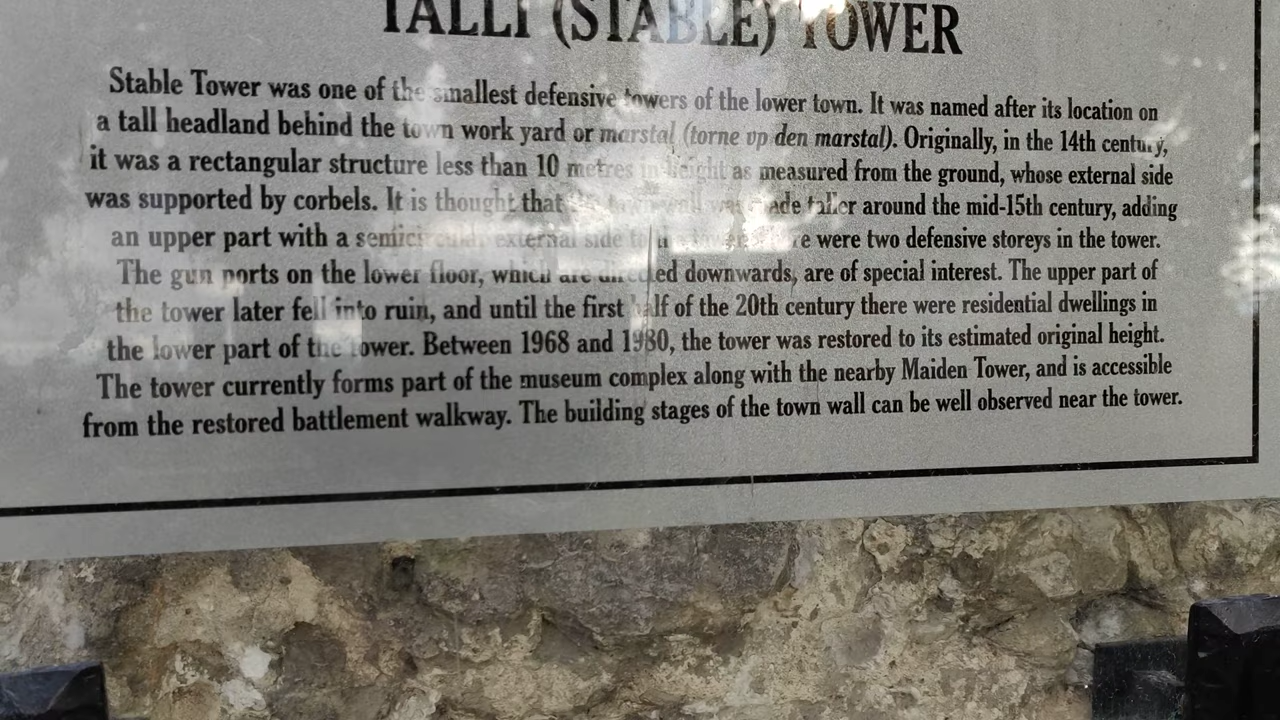 TALLI (STABLE) TOWER
Stable Tower was one of the smallest defensive towers of the lower town. It was named after its location on
a tall headland behind the town work yard or marstal (torne vp den marstal). Originally, in the 14th century,
it was a rectangular structure less than 10 metres in height as measured from the ground, whose external side
was supported by corbels. It is thought that town wall was made taller around the mid-15th century, adding
an upper part with a semicircular external side to were two defensive storeys in the tower.
The gun ports on the lower floor, which are directed downwards, are of special interest. The upper part of
the tower later fell into ruin, and until the first half of the 20th century there were residential dwellings in
the lower part of the tower. Between 1968 and 1980, the tower was restored to its estimated original height.
The tower currently forms part of the museum complex along with the nearby Maiden Tower, and is accessible
from the restored battlement walkway. The building stages of the town wall can be well observed near the tower.